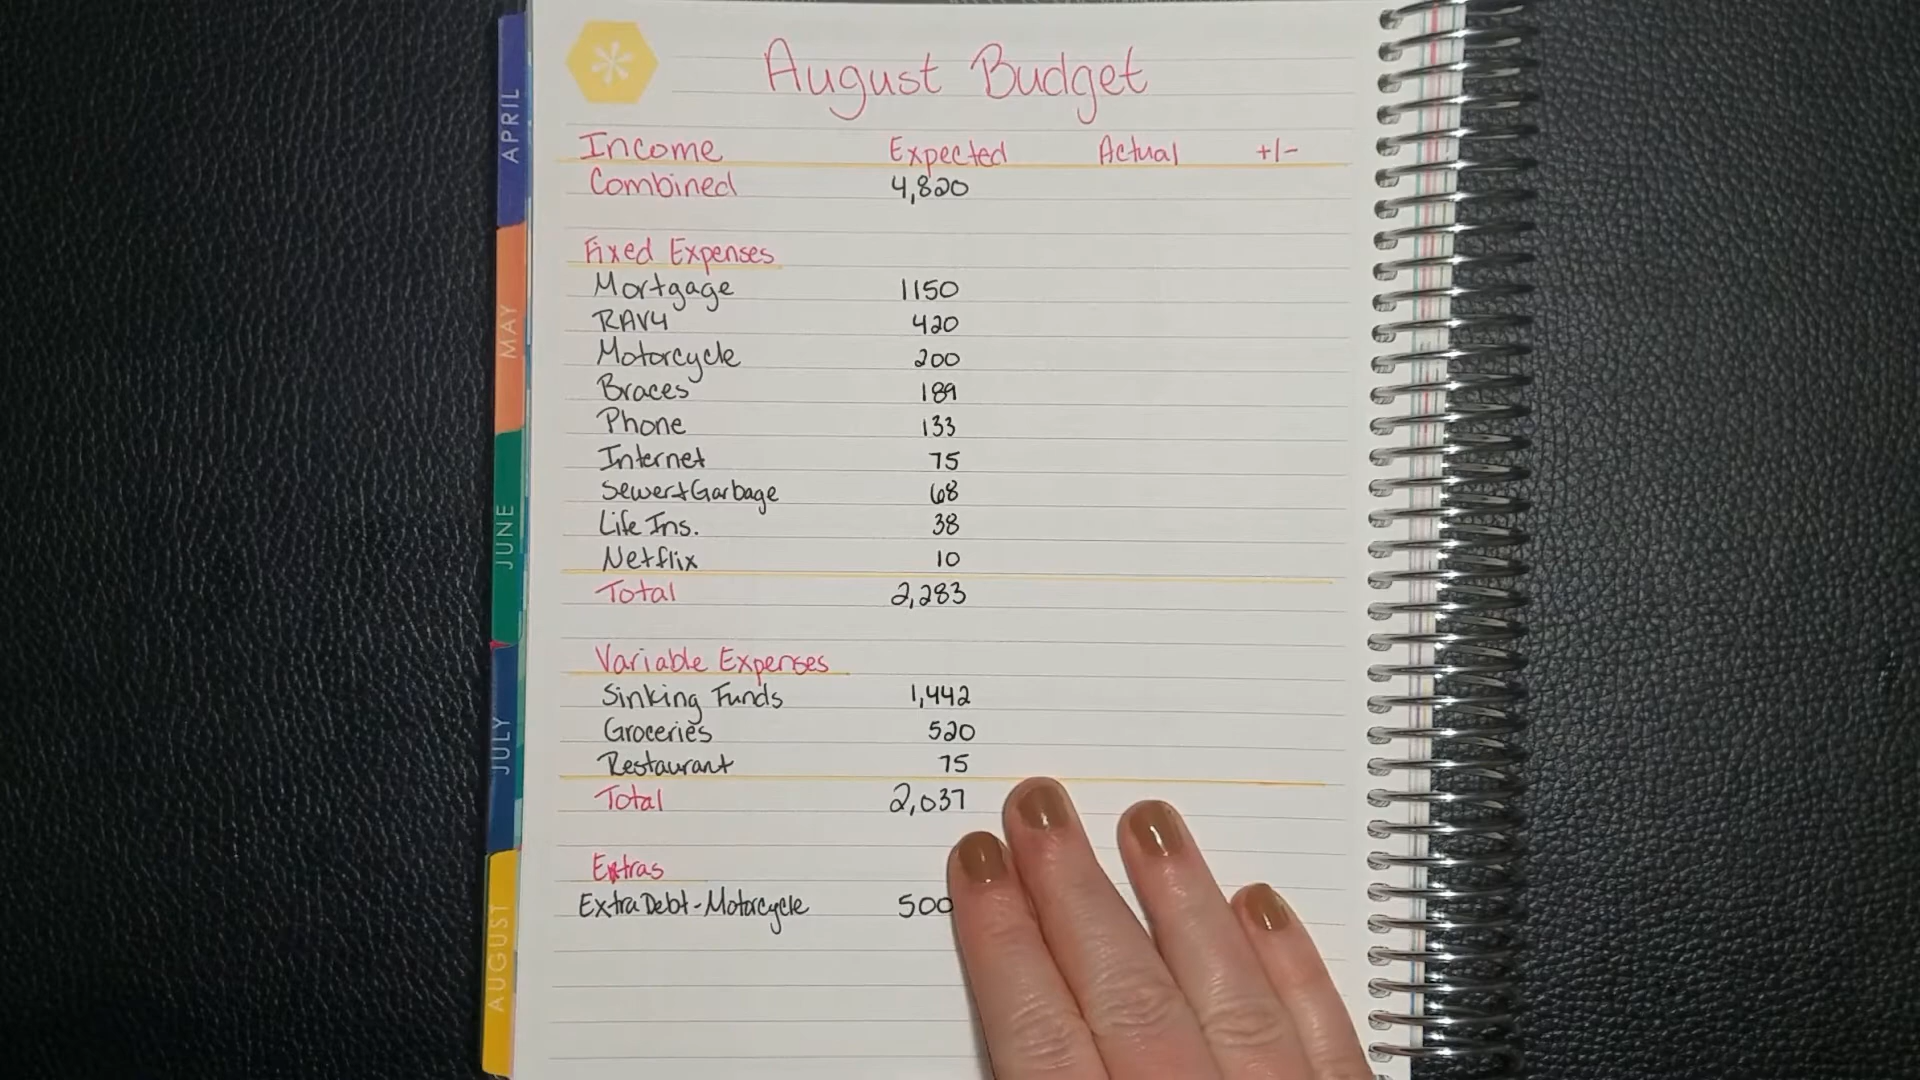 August Budget
Income Expected Actual +/-
Combined 4,820
Fixed Expenses
Mortgage 1150
RAV4 420
Motorcycle 200
Braces 189
Phone 133
Internet 75
Sewer+Garbage 68
Life Ins. 38
Netflix 10
Total 2,283
Variable Expenses
Sinking Funds 1,442
Groceries 520
Restaurant 75
Total 2,037
Extras
Extra Debt-Motorcycle 500
APRIL
MAY
JUNE
JULY
AUGUST